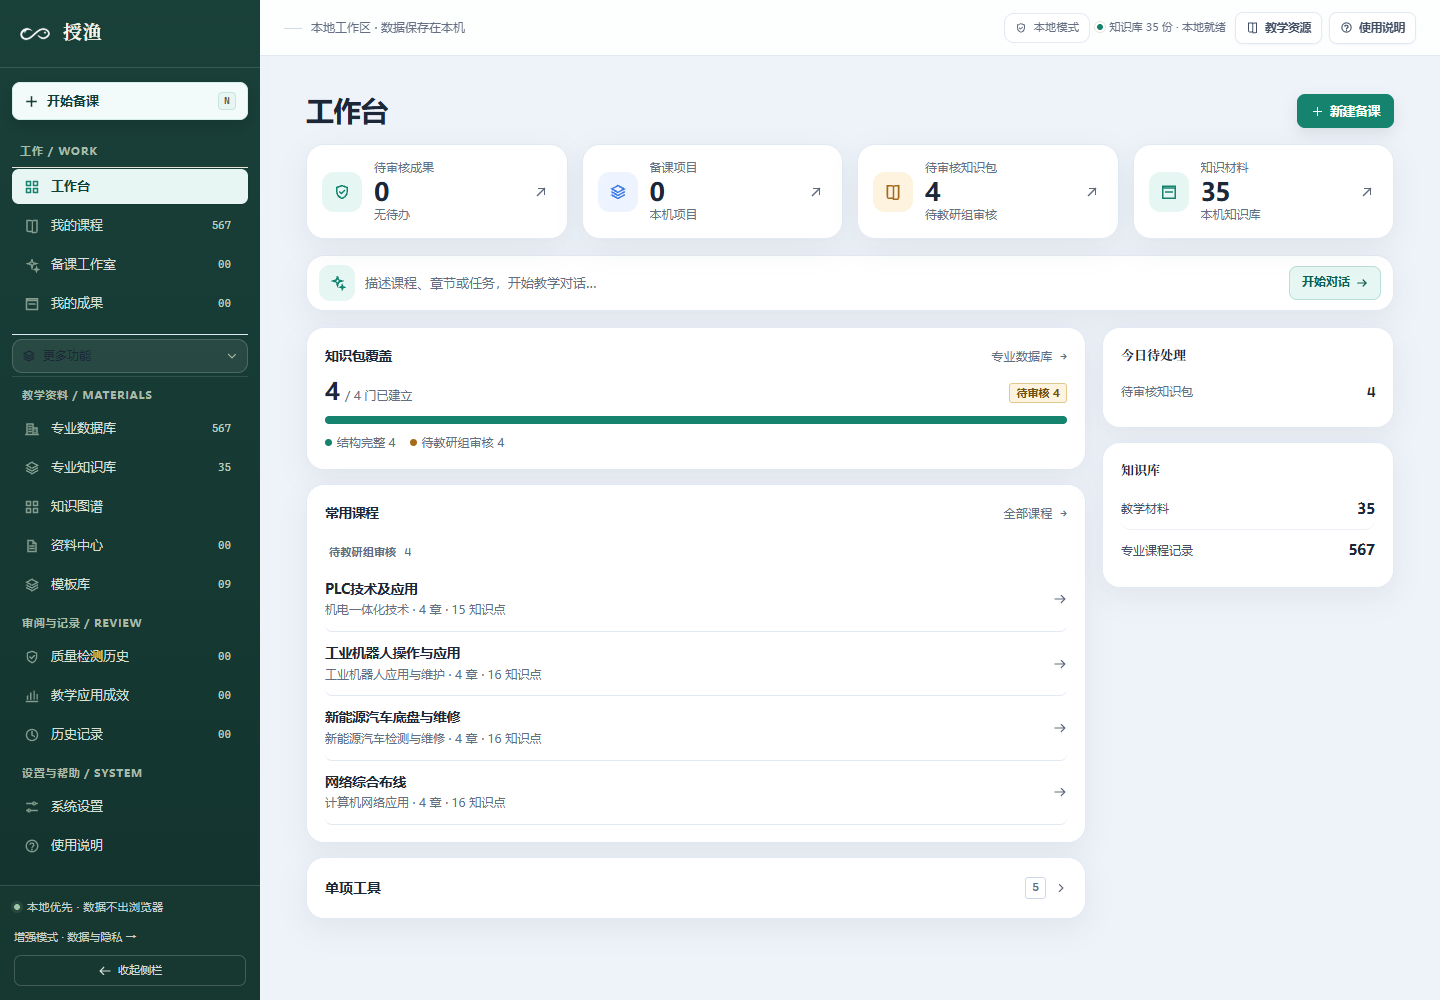 授渔
开始备课 N
工作 / WORK
工作台
我的课程 567
备课工作室 00
我的成果 00
更多功能
教学资料 / MATERIALS
专业数据库 567
专业知识库 35
知识图谱
资料中心 00
模板库 09
审阅与记录 / REVIEW
质量检测历史 00
教学应用成效 00
历史记录 00
设置与帮助 / SYSTEM
系统设置
使用说明
本地优先 · 数据不出浏览器
增强模式 · 数据与隐私 →
← 收起侧栏
本地工作区 · 数据保存在本机
本地模式
知识库 35 份 · 本地就绪
教学资源
使用说明
工作台
+ 新建备课
待审核成果
0
无待办
备课项目
0
本机项目
待审核知识包
4
待教研组审核
知识材料
35
本机知识库
描述课程、章节或任务，开始教学对话...
开始对话 →
知识包覆盖
专业数据库 →
4 / 4 门已建立
待审核 4
结构完整 4
待教研组审核 4
常用课程
全部课程 →
待教研组审核 4
PLC技术及应用
机电一体化技术 · 4 章 · 15 知识点
工业机器人操作与应用
工业机器人应用与维护 · 4 章 · 16 知识点
新能源汽车底盘与维修
新能源汽车检测与维修 · 4 章 · 16 知识点
网络综合布线
计算机网络应用 · 4 章 · 16 知识点
单项工具
5
今日待处理
待审核知识包 4
知识库
教学材料 35
专业课程记录 567